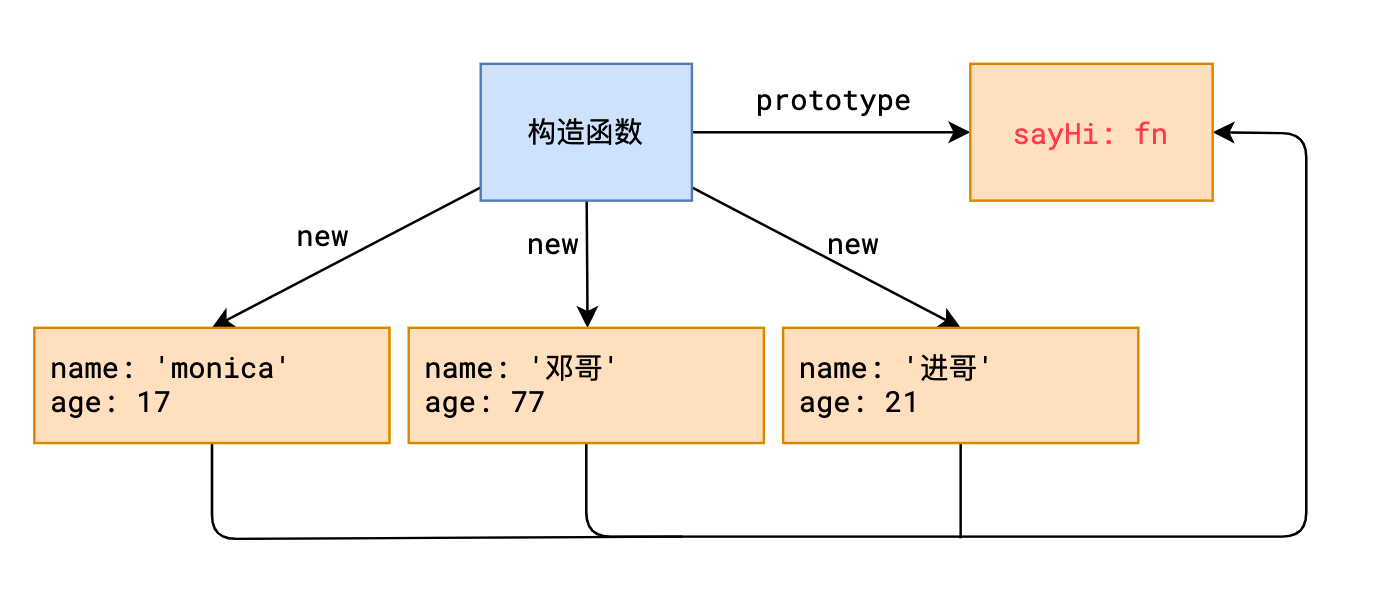 prototype
构造函数
sayHi: fn
new
new
new
name: 'monica'
age: 17
name: '邓哥'
age: 77
name: '进哥'
age: 21